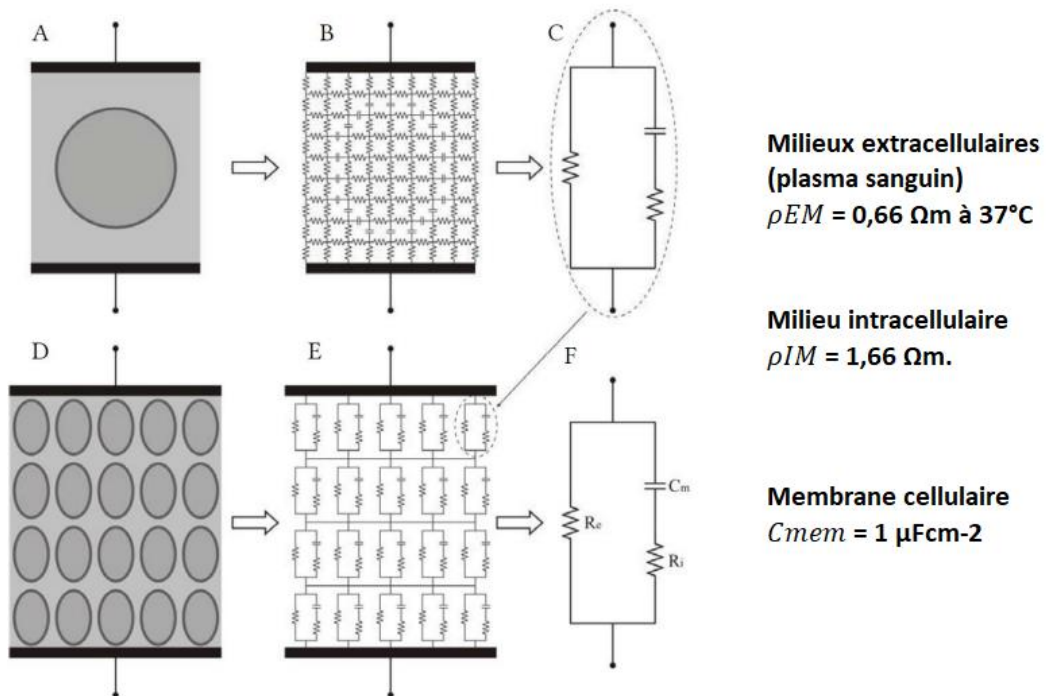 A
B
C
Milieux extracellulaires
(plasma sanguin)
ρEM = 0,66 Ωm à 37°C
Milieu intracellulaire
ρIM = 1,66 Ωm.
D
E
F
Cm
Re
Ri
Membrane cellulaire
Cmem = 1 µFcm-2